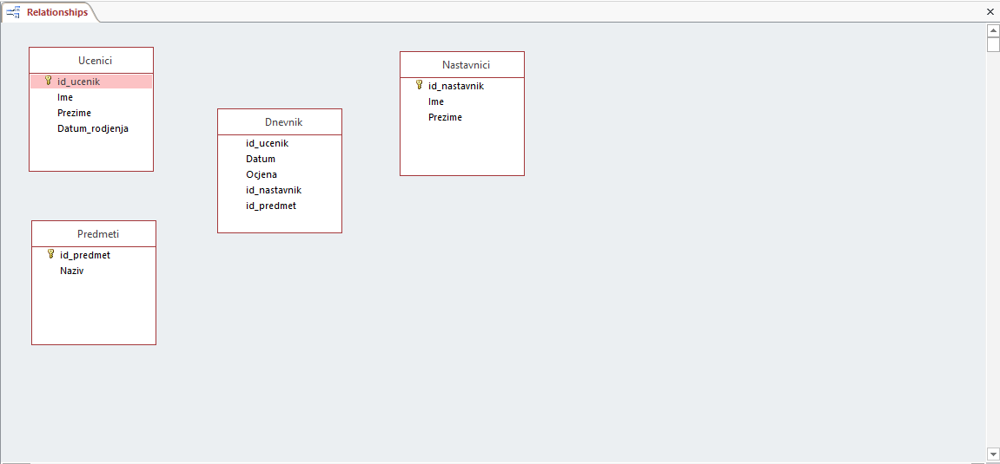 Relationships
Ucenici
id_ucenik
Ime
Prezime
Datum_rodjenja
Dnevnik
id_ucenik
Datum
Ocjena
id_nastavnik
id_predmet
Nastavnici
id_nastavnik
Ime
Prezime
Predmeti
id_predmet
Naziv